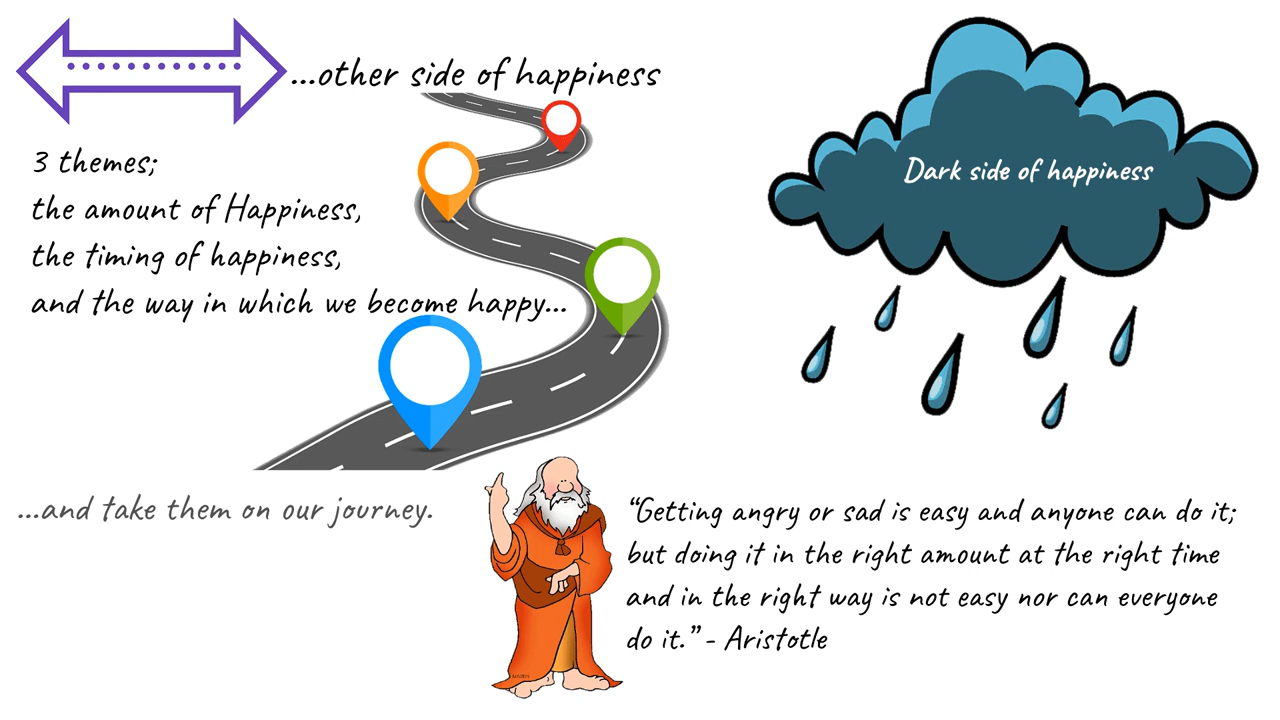 ...other side of happiness
3 themes;
the amount of Happiness,
the timing of happiness,
and the way in which we become happy...
Dark side of happiness
...and take them on our journey.
“Getting angry or sad is easy and anyone can do it;
but doing it in the right amount at the right time
and in the right way is not easy nor can everyone
do it.” - Aristotle